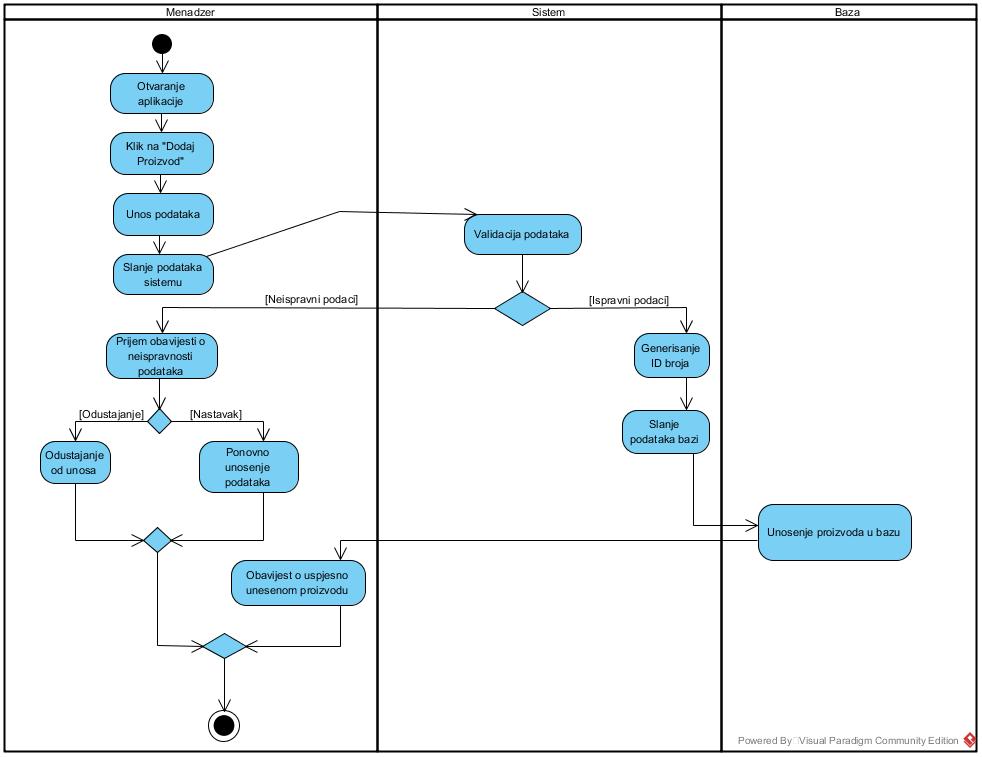 Menadzer
Sistem
Baza
Otvaranje
aplikacije
Klik na "Dodaj
Proizvod"
Unos podataka
Slanje podataka
sistemu
Validacija podataka
[Neispravni podaci]
[Ispravni podaci]
Prijem obavijesti o
neispravnosti
podataka
Generisanje
ID broja
[Odustajanje]
[Nastavak]
Slanje
podataka bazi
Odustajanje
od unosa
Ponovno
unosenje
podataka
Unosenje proizvoda u bazu
Obavijest o uspjesno
unesenom proizvodu
Powered By Visual Paradigm Community Edition